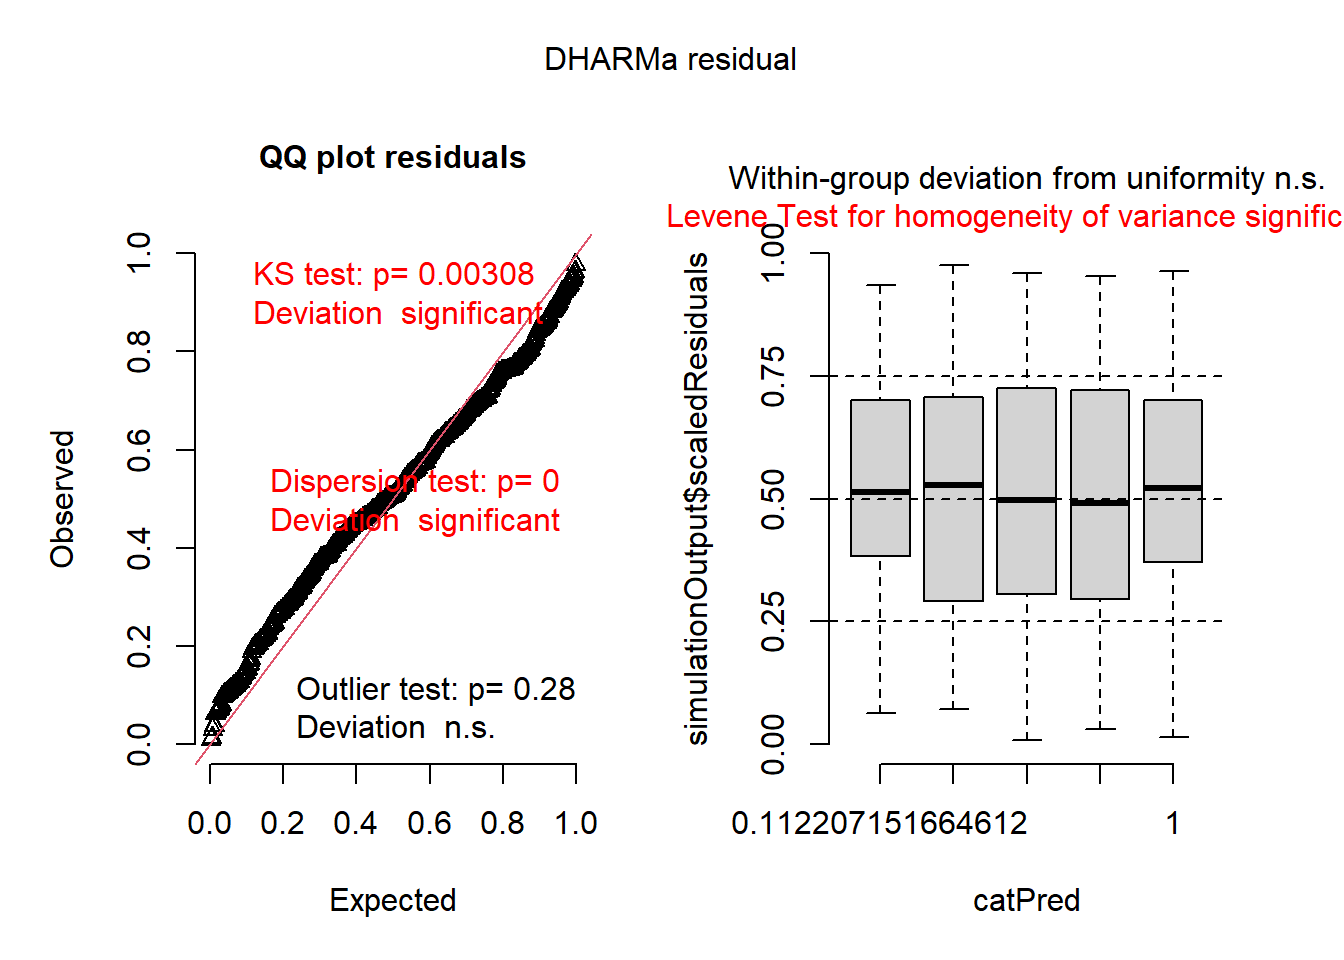 DHARMa residual
QQ plot residuals
KS test: p= 0.00308
Deviation  significant
Dispersion test: p= 0
Deviation  significant
Outlier test: p= 0.28
Deviation  n.s.
Observed
0.0 0.2 0.4 0.6 0.8 1.0
0.0 0.2 0.4 0.6 0.8 1.0
Expected
Within-group deviation from uniformity n.s.
Levene Test for homogeneity of variance signific
simulationOutput$scaledResiduals
0.00 0.25 0.50 0.75 1.00
0.112207151664612 1
catPred